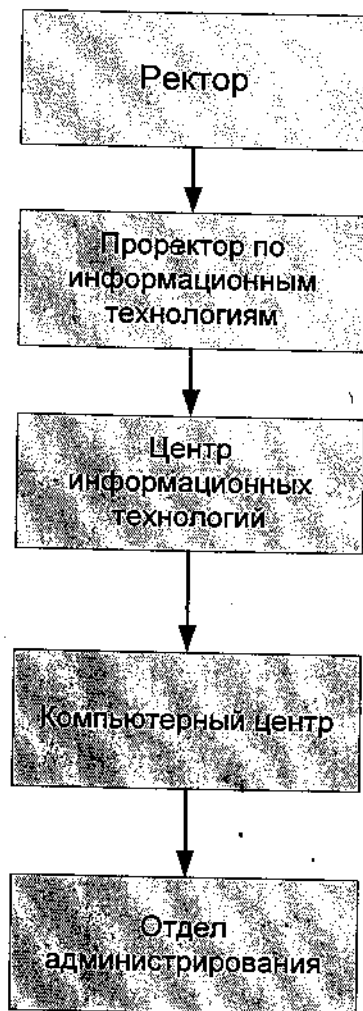 Ректор
Проректор по
информационным
технологиям
Центр
информационных
технологий
Компьютерный центр
Отдел
администрирования